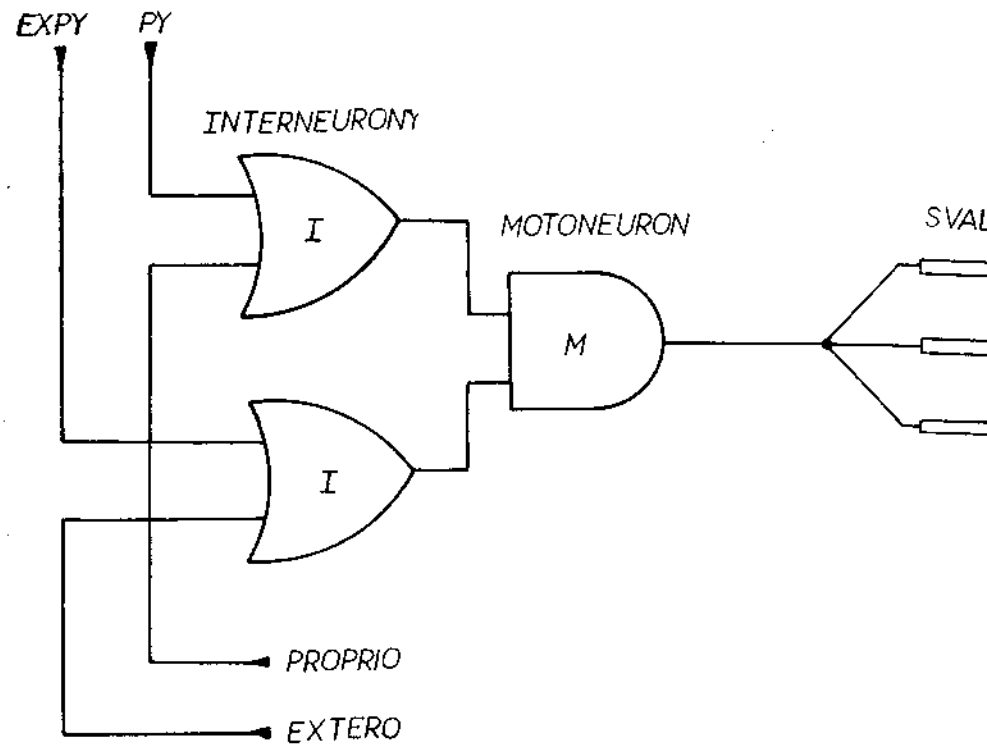 EXPY PY
INTERNEURONY
I
MOTONEURON
SVAL
M
I
PROPRIO
EXTERO